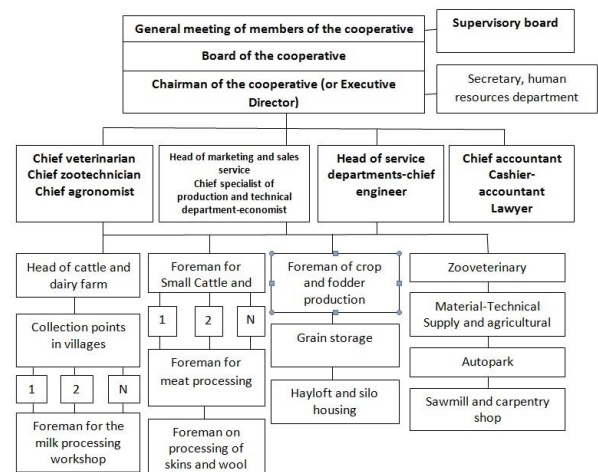 General meeting of members of the cooperative
Supervisory board
Board of the cooperative
Chairman of the cooperative (or Executive
Director)
Secretary, human
resources department
Chief veterinarian
Chief zootechnician
Chief agronomist
Head of marketing and sales
service
Chief specialist of
production and technical
department-economist
Head of service
departments-chief
engineer
Chief accountant
Cashier-
accountant
Lawyer
Head of cattle and
dairy farm
Collection points
in villages
1
2
N
Foreman for the
milk processing
workshop
Foreman for
Small Cattle and
1
2
N
Foreman for
meat processing
Foreman on
processing of
skins and wool
Foreman of crop
and fodder
production
Grain storage
Hayloft and silo
housing
Zooveterinary
Material-Technical
Supply and agricultural
Autopark
Sawmill and carpentry
shop